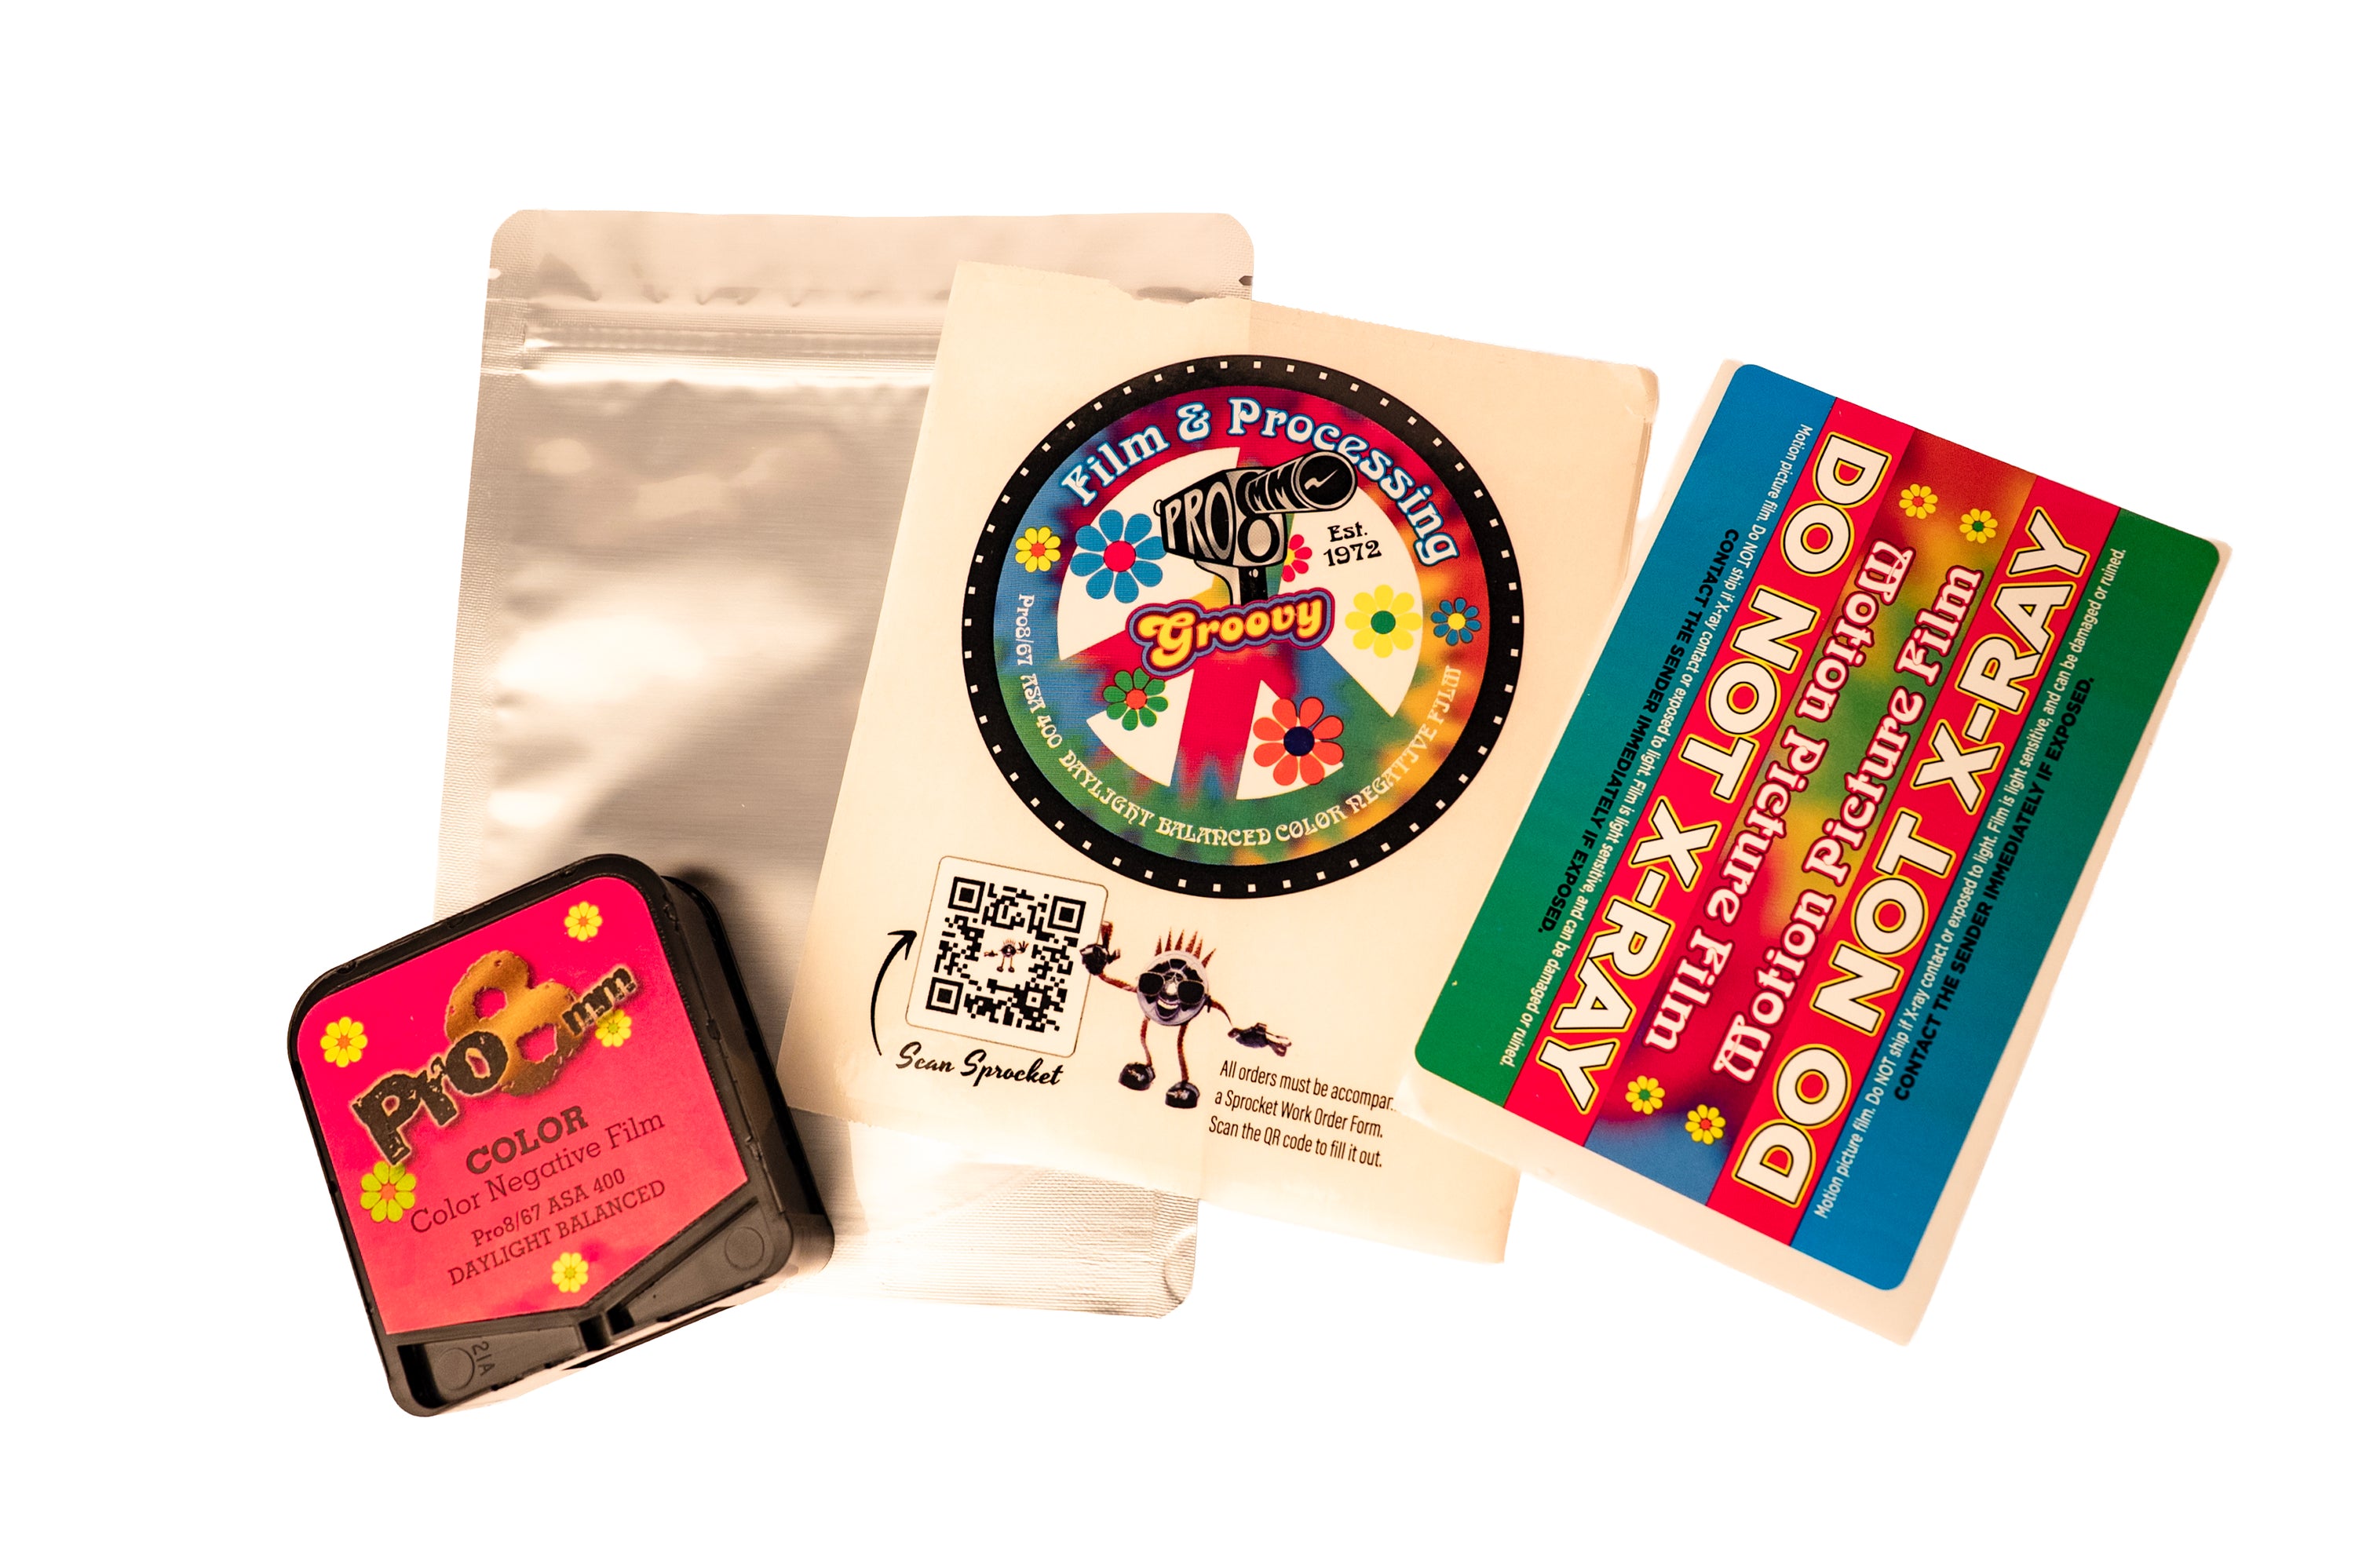 Pro8mm
COLOR
Color Negative Film
Pro8/67 ASA 400
DAYLIGHT BALANCED
SIA
Film & Processing
PRO8MM
Est.
1972
Groovy
Pro8/67 ASA 400 DAYLIGHT BALANCED COLOR NEGATIVE FILM
Scan Sprocket
All orders must be accompan
a Sprocket Work Order Form.
Scan the QR code to fill it out.
Motion picture film. Do NOT ship if X-ray contact or exposed to light. Film is light sensitive, and can be damaged or ruined.
CONTACT THE SENDER IMMEDIATELY IF EXPOSED.
DO NOT X-RAY
Motion Picture Film
Motion Picture Film
DO NOT X-RAY
Motion picture film. Do NOT ship if X-ray contact or exposed to light. Film is light sensitive, and can be damaged or ruined.
CONTACT THE SENDER IMMEDIATELY IF EXPOSED.